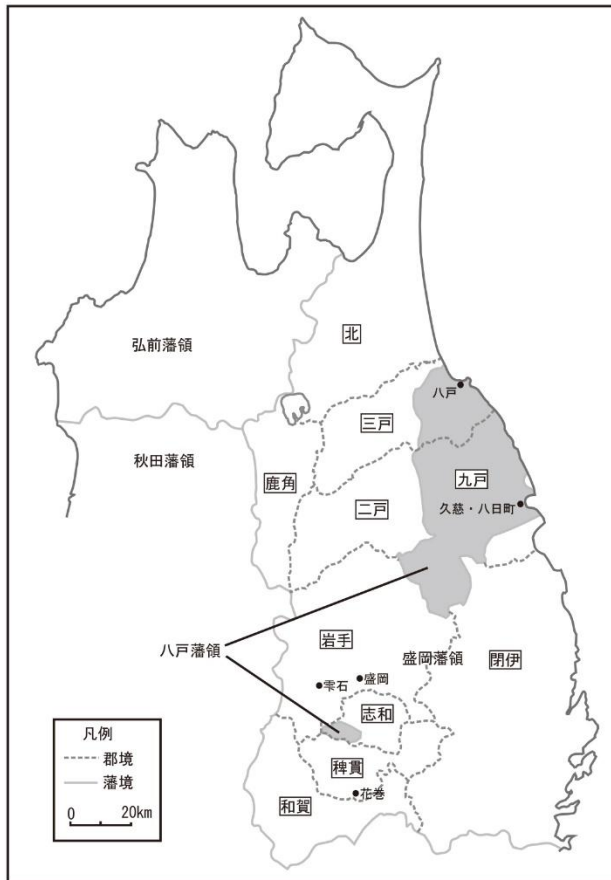 北
弘前藩領
八戸
三戸
秋田藩領
鹿角
九戸
二戸
久慈・八日町
岩手
八戸藩領
盛岡藩領
閉伊
盛岡
雫石
志和
凡例
郡境
藩境
0 20km
稗貫
花巻
和賀